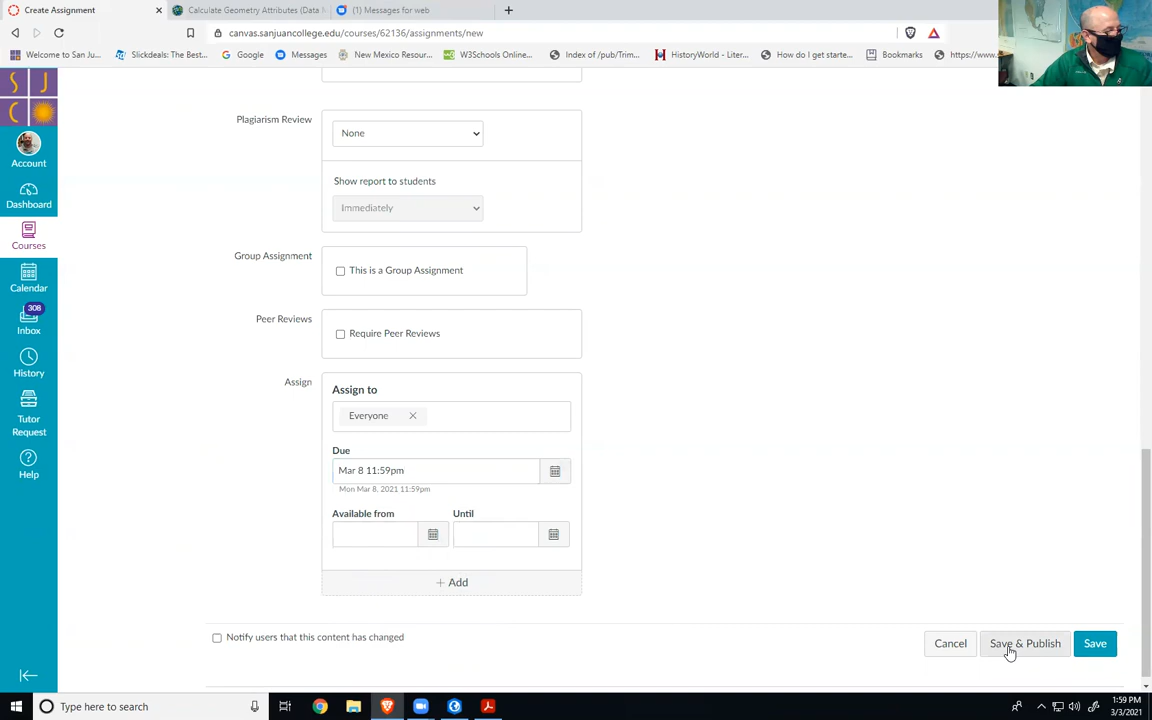 Create Assignment
Calculate Geometry Attributes (Data M
(1) Messages for web
canvas.sanjuancollege.edu/courses/62136/assignments/new
Welcome to San Ju...
Slickdeals: The Best...
Google
Messages
New Mexico Resour...
W3Schools Online...
Index of /pub/Trim...
HistoryWorld - Liter...
How do I get starte...
Bookmarks
S J
C
Account
Dashboard
Courses
Calendar
308
Inbox
History
Tutor
Request
Help
Plagiarism Review
None
Show report to students
Immediately
Group Assignment
This is a Group Assignment
Peer Reviews
Require Peer Reviews
Assign
Assign to
Everyone
Due
Mar 8 11:59pm
Mon Mar 8, 2021 11:59pm
Available from
Until
+ Add
Notify users that this content has changed
Cancel
Save & Publish
Save
Type here to search
1:59 PM
3/3/2021